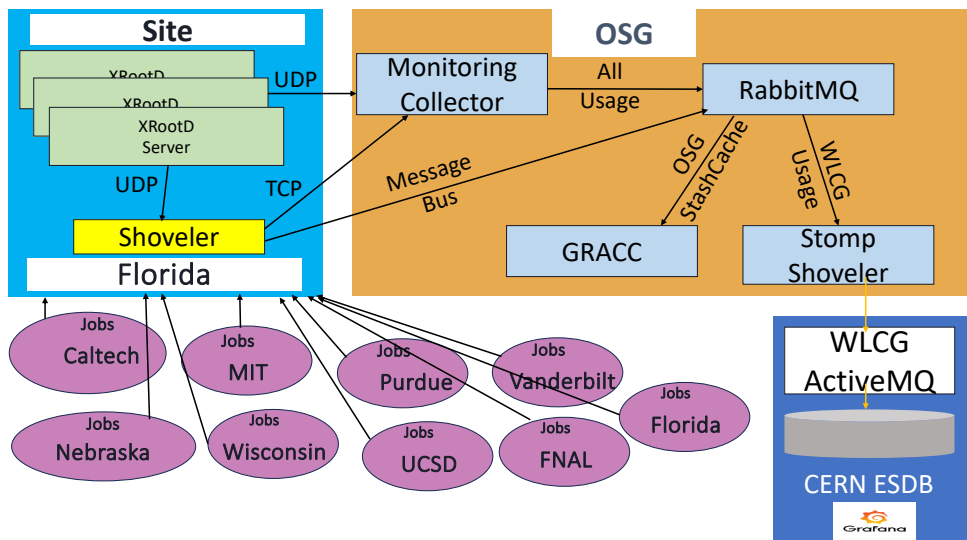 Site
OSG
XRootD
XRootD
XRootD
Server
UDP
UDP
TCP
Shoveler
Florida
Monitoring
Collector
All
Usage
RabbitMQ
Message
Bus
OSG
StashCache
WLCG
Usage
GRACC
Stomp
Shoveler
Jobs
Caltech
Jobs
MIT
Jobs
Purdue
Jobs
Vanderbilt
Jobs
Florida
Jobs
Nebraska
Jobs
Wisconsin
Jobs
UCSD
Jobs
FNAL
WLCG
ActiveMQ
CERN ESDB
Grafana